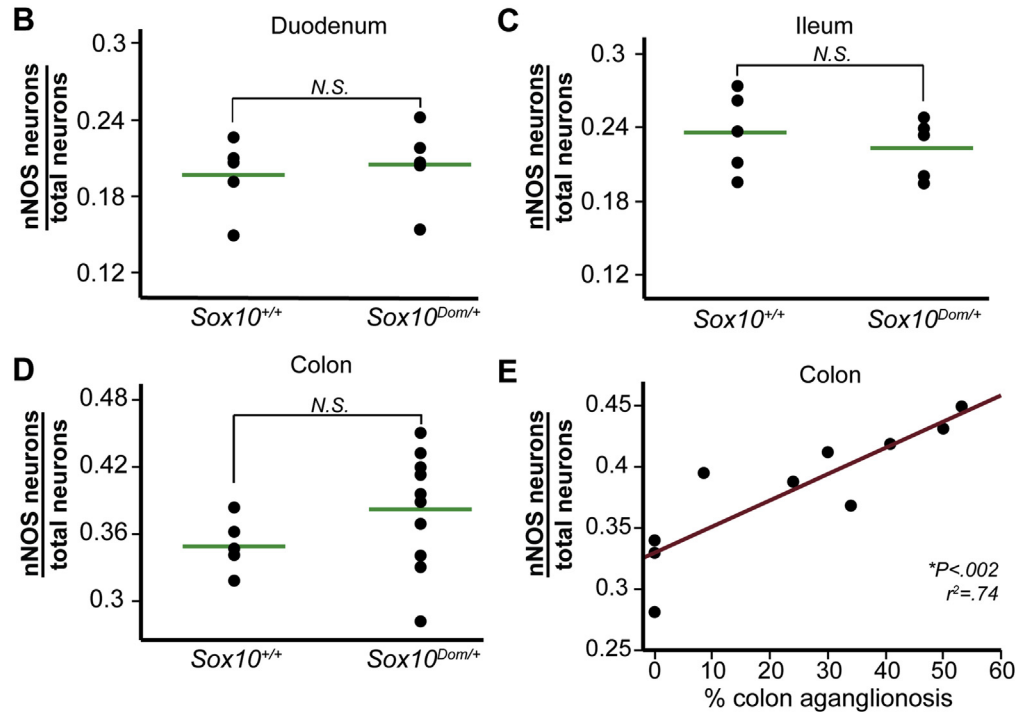 B
Duodenum
nNOS neurons
total neurons
0.3
0.24
0.18
0.12
N.S.
Sox10+/+
Sox10Dom/+
C
Ileum
nNOS neurons
total neurons
0.3
0.24
0.18
0.12
N.S.
Sox10+/+
Sox10Dom/+
D
Colon
nNOS neurons
total neurons
0.48
0.42
0.36
0.3
N.S.
Sox10+/+
Sox10Dom/+
E
Colon
nNOS neurons
total neurons
0.45
0.4
0.35
0.3
0.25
*P<.002
r²=.74
0 10 20 30 40 50 60
% colon aganglionosis